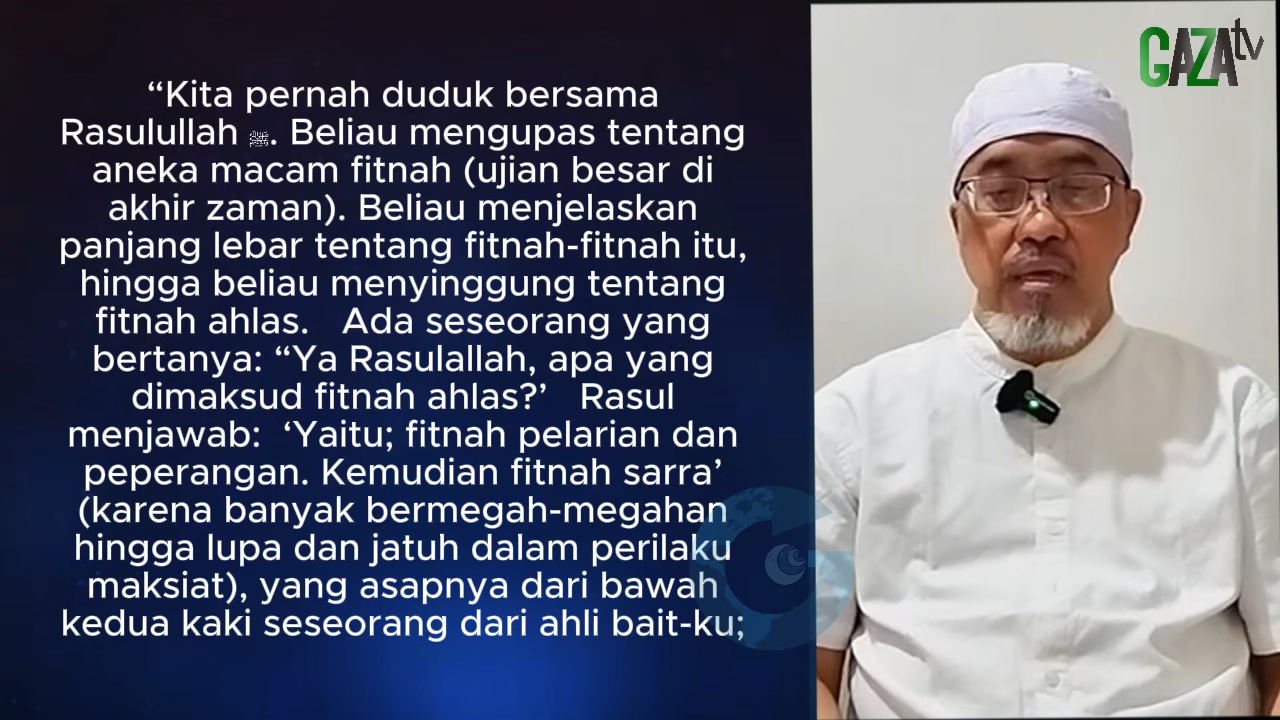 “Kita pernah duduk bersama
Rasulullah ﷺ. Beliau mengupas tentang
aneka macam fitnah (ujian besar di
akhir zaman). Beliau menjelaskan
panjang lebar tentang fitnah-fitnah itu,
hingga beliau menyinggung tentang
fitnah ahlas.   Ada seseorang yang
bertanya: “Ya Rasulallah, apa yang
dimaksud fitnah ahlas?’   Rasul
menjawab:  ‘Yaitu; fitnah pelarian dan
peperangan. Kemudian fitnah sarra’
(karena banyak bermegah-megahan
hingga lupa dan jatuh dalam perilaku
maksiat), yang asapnya dari bawah
kedua kaki seseorang dari ahli bait-ku;
GAZA tv